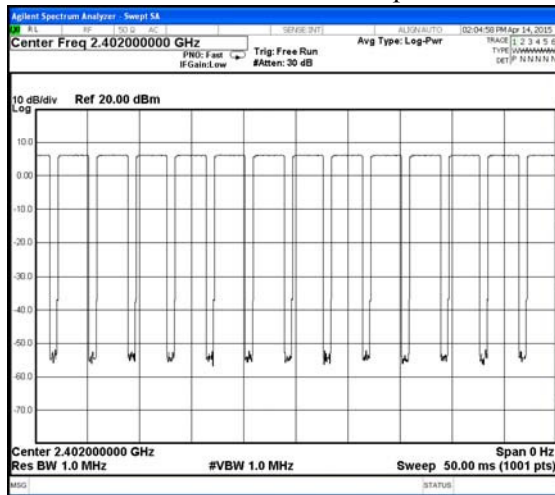 Agilent Spectrum Analyzer - Swept SA
RL RF 50 Ω AC SENSE:INT ALIGN AUTO 02:04:58 PM Apr 14, 2015
Center Freq 2.402000000 GHz
PNO: Fast
IFGain:Low
Trig: Free Run
#Atten: 30 dB
Avg Type: Log-Pwr
TRACE 1 2 3 4 5 6
TYPE
DET P N N N N N
10 dB/div Ref 20.00 dBm
Log
10.0
0.00
-10.0
-20.0
-30.0
-40.0
-50.0
-60.0
-70.0
Center 2.402000000 GHz Span 0 Hz
Res BW 1.0 MHz #VBW 1.0 MHz Sweep 50.00 ms (1001 pts)
MSG STATUS